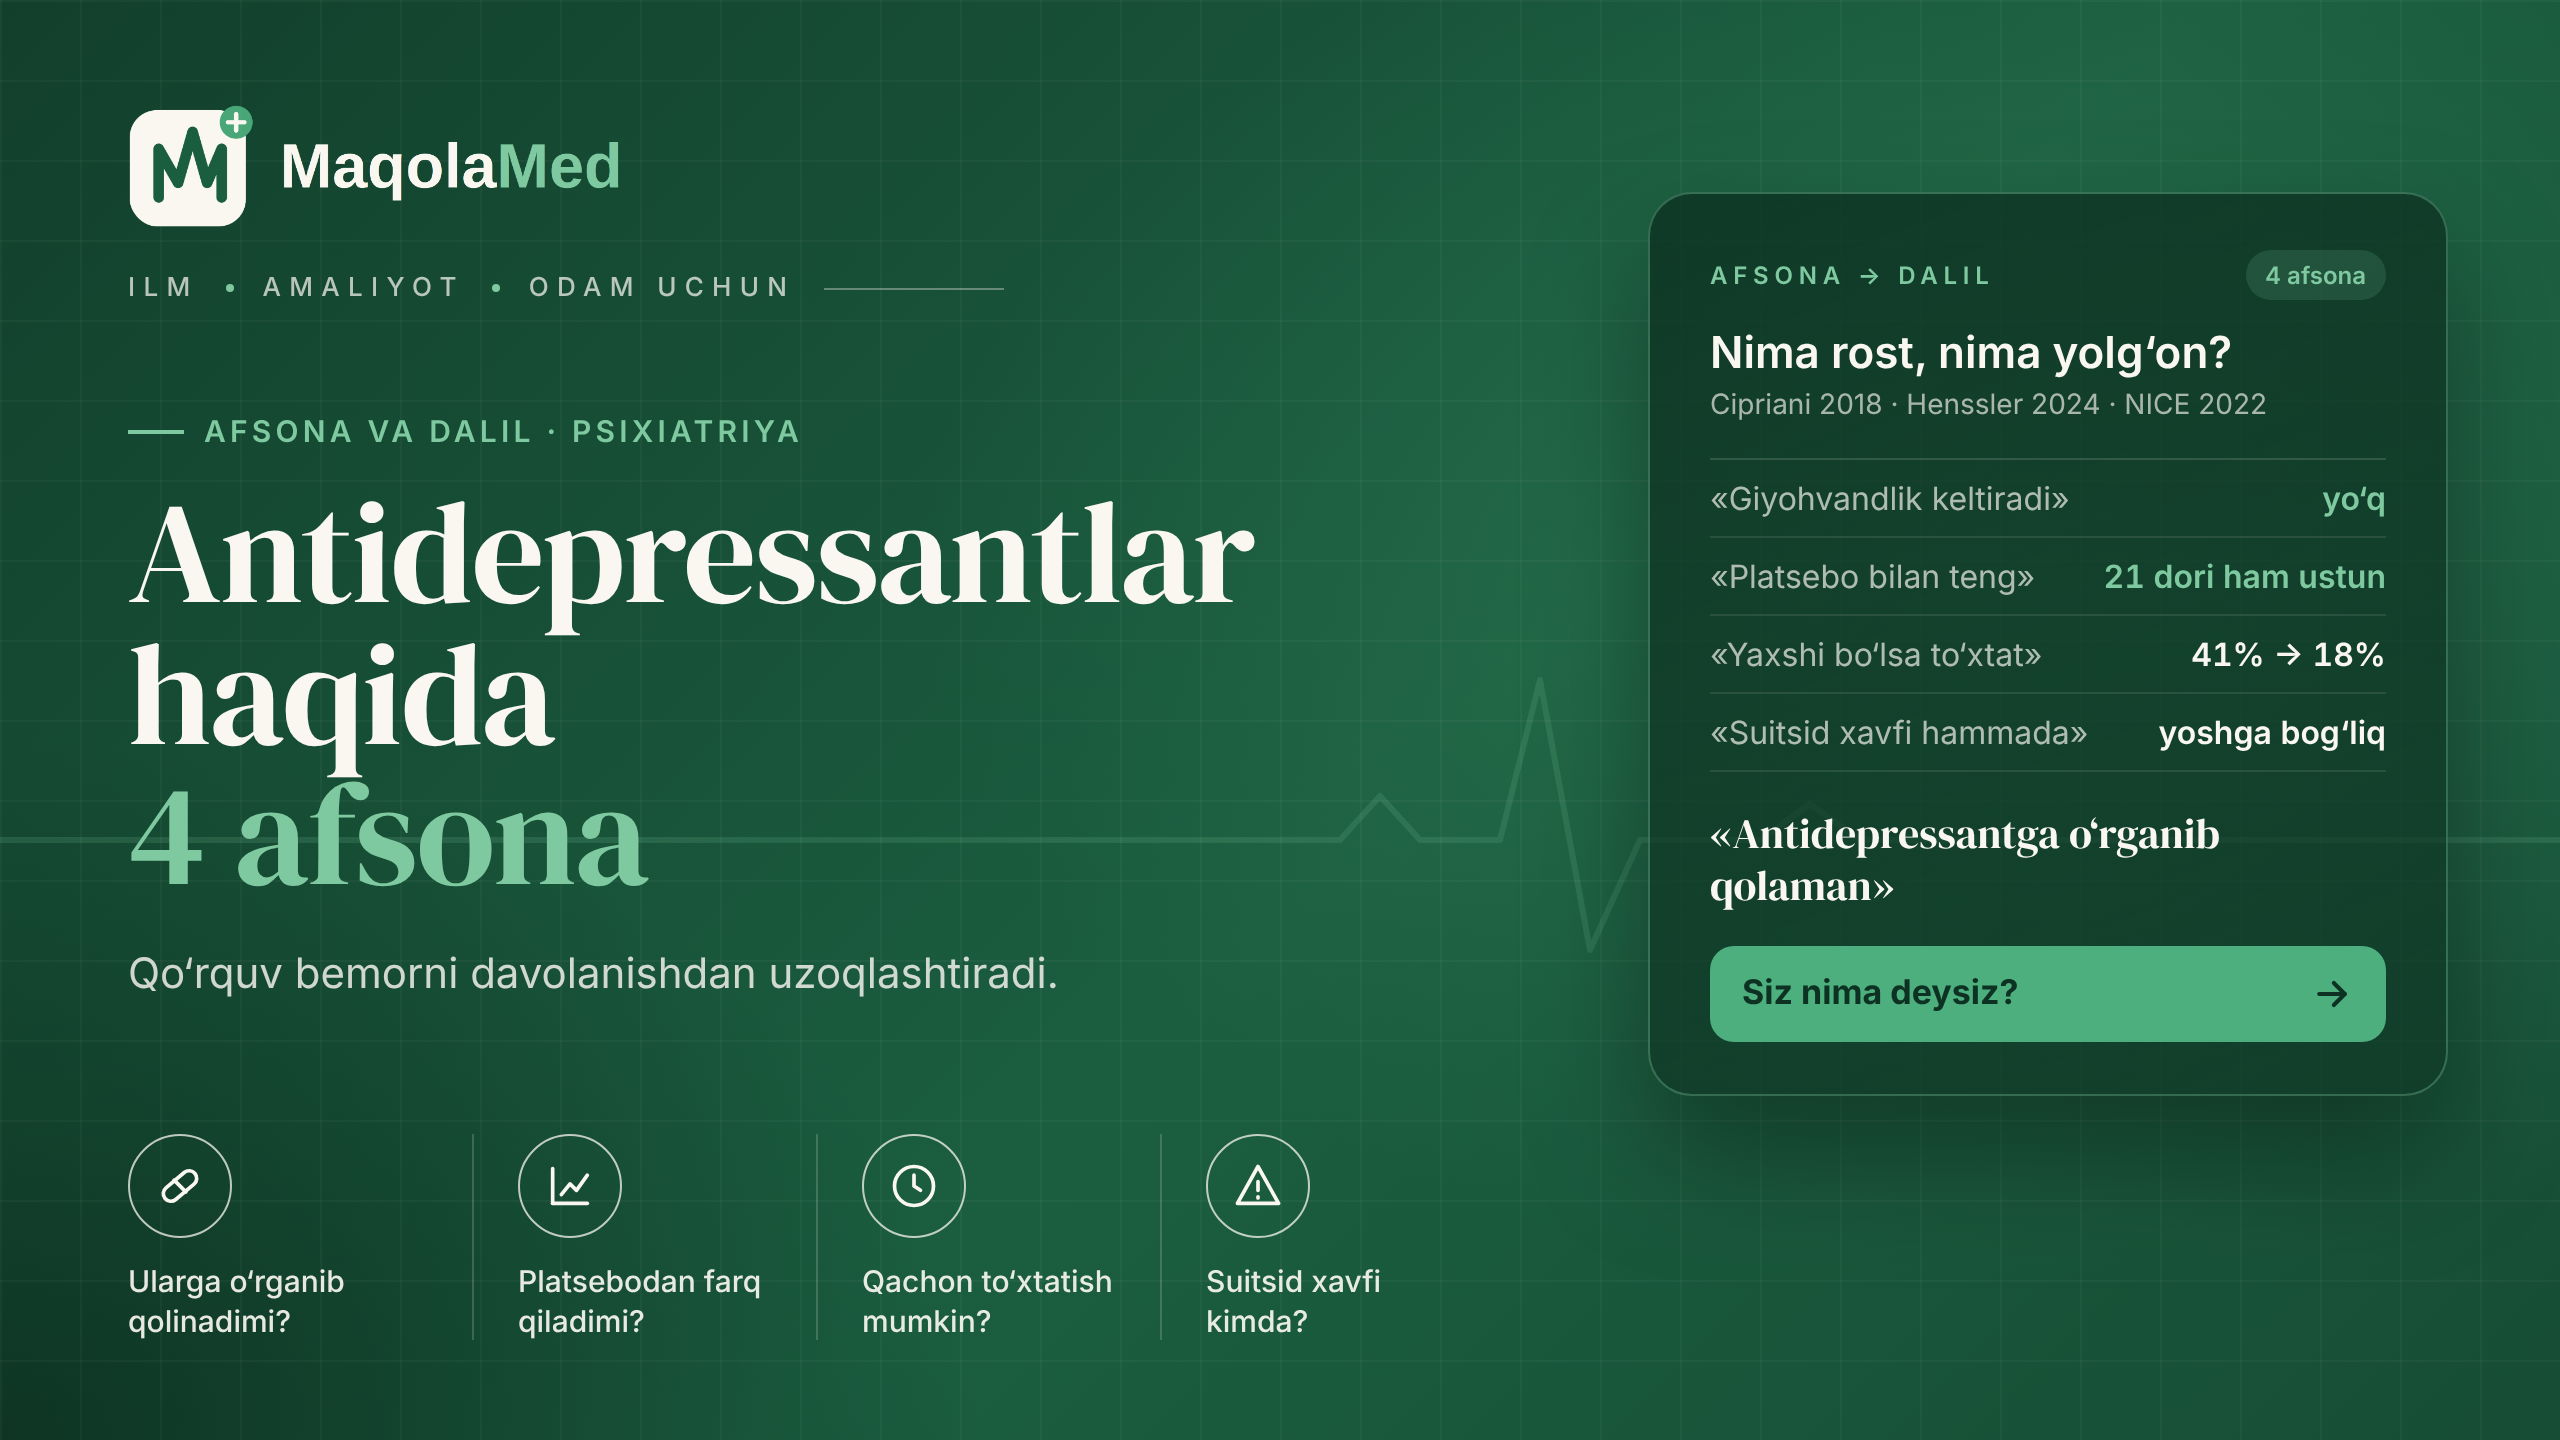 MaqolaMed
ILM • AMALIYOT • ODAM UCHUN
AFSONA VA DALIL · PSIXIATRIYA
Antidepressantlar
haqida
4 afsona
Qo‘rquv bemorni davolanishdan uzoqlashtiradi.
Ularga o‘rganib
qolinadimi?
Platsebodan farq
qiladimi?
Qachon to‘xtatish
mumkin?
Suitsid xavfi
kimda?
AFSONA → DALIL
4 afsona
Nima rost, nima yolg‘on?
Cipriani 2018 · Henssler 2024 · NICE 2022
«Giyohvandlik keltiradi» yo‘q
«Platsebo bilan teng» 21 dori ham ustun
«Yaxshi bo‘lsa to‘xtat» 41% → 18%
«Suitsid xavfi hammada» yoshga bog‘liq
«Antidepressantga o‘rganib
qolaman»
Siz nima deysiz? →